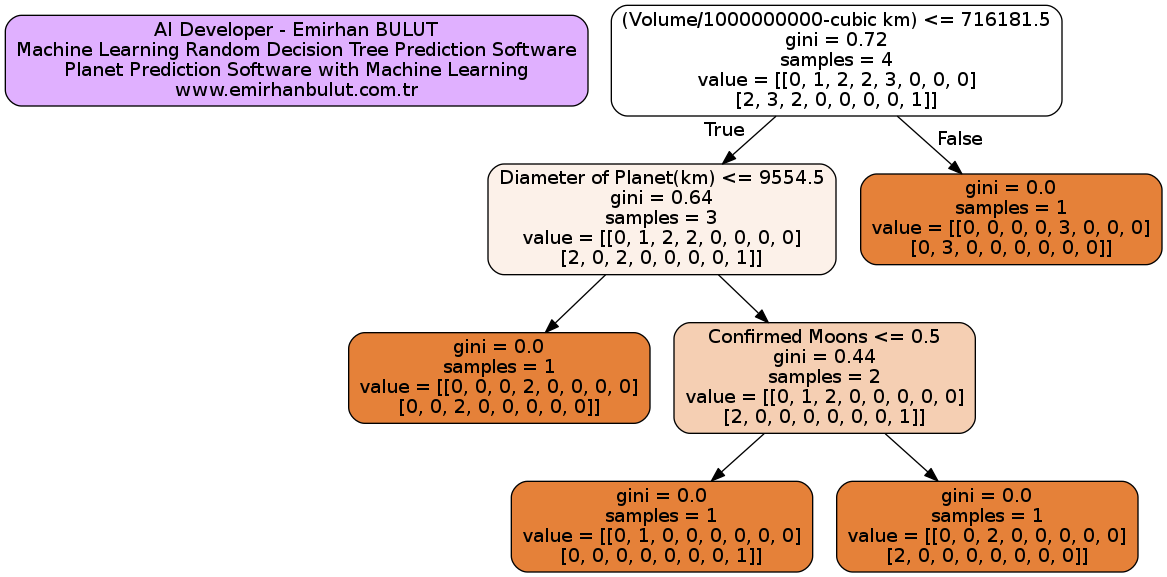 AI Developer - Emirhan BULUT
Machine Learning Random Decision Tree Prediction Software
Planet Prediction Software with Machine Learning
www.emirhanbulut.com.tr
(Volume/1000000000-cubic km) <= 716181.5
gini = 0.72
samples = 4
value = [[0, 1, 2, 2, 3, 0, 0, 0]
[2, 3, 2, 0, 0, 0, 0, 1]]
True
False
Diameter of Planet(km) <= 9554.5
gini = 0.64
samples = 3
value = [[0, 1, 2, 2, 0, 0, 0, 0]
[2, 0, 2, 0, 0, 0, 0, 1]]
gini = 0.0
samples = 1
value = [[0, 0, 0, 0, 3, 0, 0, 0]
[0, 3, 0, 0, 0, 0, 0, 0]]
gini = 0.0
samples = 1
value = [[0, 0, 0, 2, 0, 0, 0, 0]
[0, 0, 2, 0, 0, 0, 0, 0]]
Confirmed Moons <= 0.5
gini = 0.44
samples = 2
value = [[0, 1, 2, 0, 0, 0, 0, 0]
[2, 0, 0, 0, 0, 0, 0, 1]]
gini = 0.0
samples = 1
value = [[0, 1, 0, 0, 0, 0, 0, 0]
[0, 0, 0, 0, 0, 0, 0, 1]]
gini = 0.0
samples = 1
value = [[0, 0, 2, 0, 0, 0, 0, 0]
[2, 0, 0, 0, 0, 0, 0, 0]]